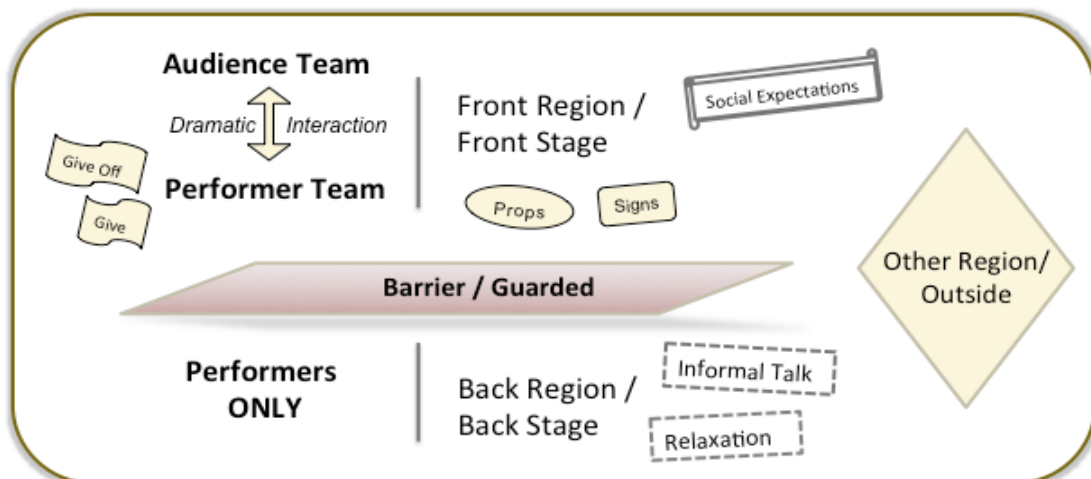 Audience Team
Dramatic Interaction
Performer Team
Give Off
Give
Front Region /
Front Stage
Social Expectations
Props
Signs
Barrier / Guarded
Other Region/
Outside
Performers
ONLY
Back Region /
Back Stage
Informal Talk
Relaxation